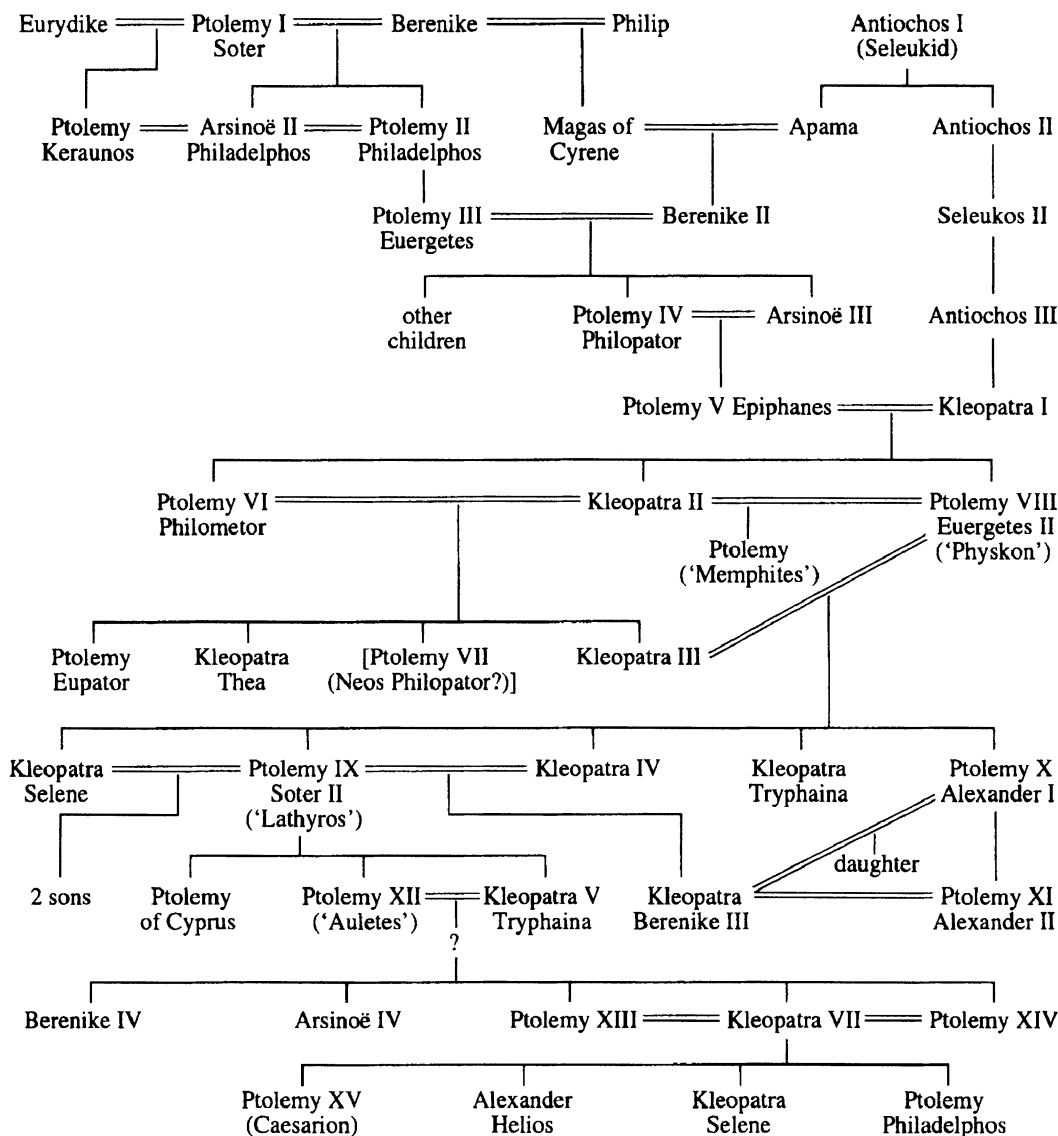 Eurydike Ptolemy I Berenike Philip Antiochos I
Soter (Seleukid)
Ptolemy Arsinoë II Ptolemy II Magas of Apama Antiochos II
Keraunos Philadelphos Philadelphos Cyrene
Ptolemy III Berenike II Seleukos II
Euergetes
other Ptolemy IV Arsinoë III Antiochos III
children Philopator
Ptolemy V Epiphanes Kleopatra I
Ptolemy VI Kleopatra II Ptolemy VIII
Philometor Euergetes II
Ptolemy ('Physkon')
('Memphites')
Ptolemy Kleopatra [Ptolemy VII Kleopatra III
Eupator Thea (Neos Philopator?)]
Kleopatra Ptolemy IX Kleopatra IV Kleopatra Ptolemy X
Selene Soter II Tryphaina Alexander I
('Lathyros')
daughter
2 sons Ptolemy Ptolemy XII Kleopatra V Kleopatra Ptolemy XI
of Cyprus ('Auletes') Tryphaina Berenike III Alexander II
?
Berenike IV Arsinoë IV Ptolemy XIII Kleopatra VII Ptolemy XIV
Ptolemy XV Alexander Kleopatra Ptolemy
(Caesarion) Helios Selene Philadelphos